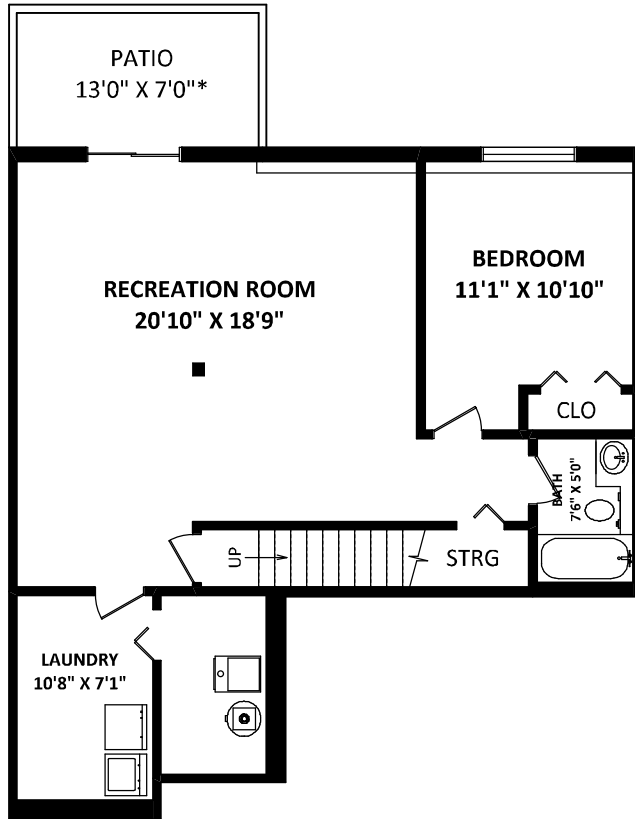 PATIO
13'0" X 7'0"*
RECREATION ROOM
20'10" X 18'9"
BEDROOM
11'1" X 10'10"
CLO
BATH
7'6" X 5'0"
UP
STRG
LAUNDRY
10'8" X 7'1"